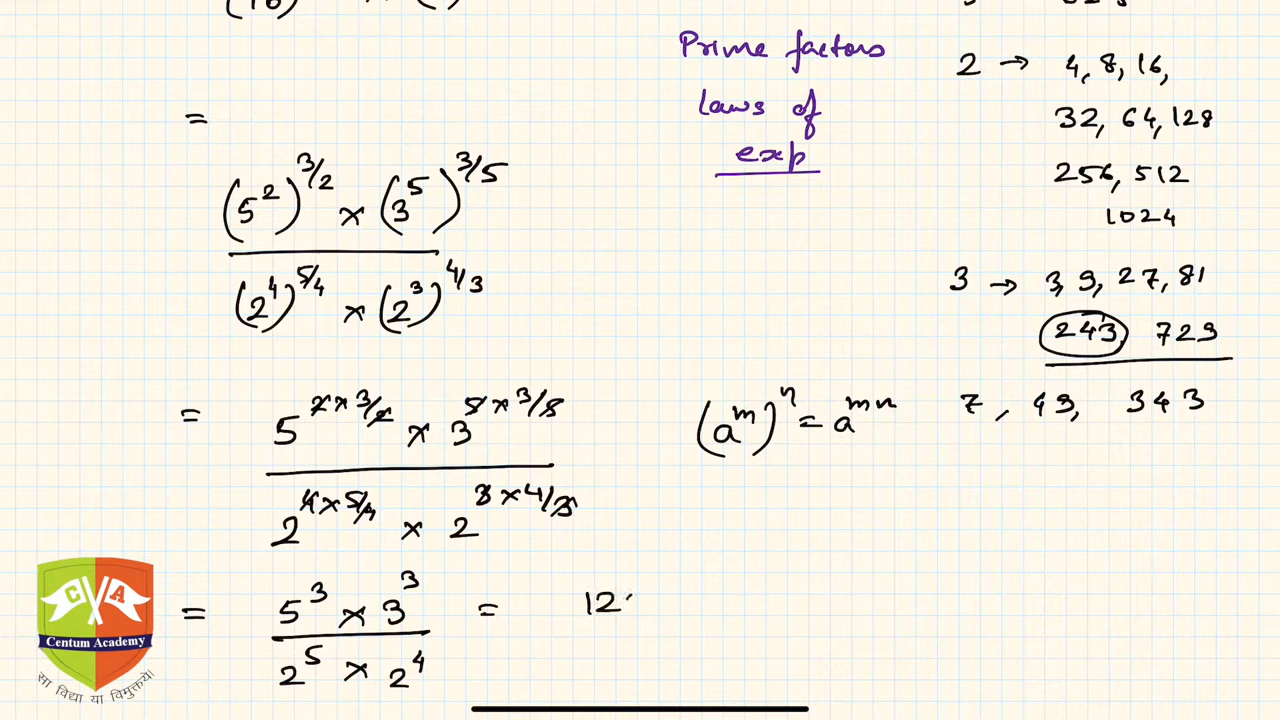 =
(5²)^3/2 × (3⁵)^3/5
(2⁴)^5/4 × (2³)^4/3
= 5^2×3/2 × 3^5×3/5
2^4×5/4 × 2^3×4/3
= 5³ × 3³ = 12
2⁵ × 2⁴
Prime factors
laws of
exp
(a^m)^n = a^mn
2 → 4, 8, 16,
32, 64, 128
256, 512
1024
3 → 3, 9, 27, 81
243 729
7, 49, 343
C A
Centum Academy
सा विद्या या विमुक्तये।